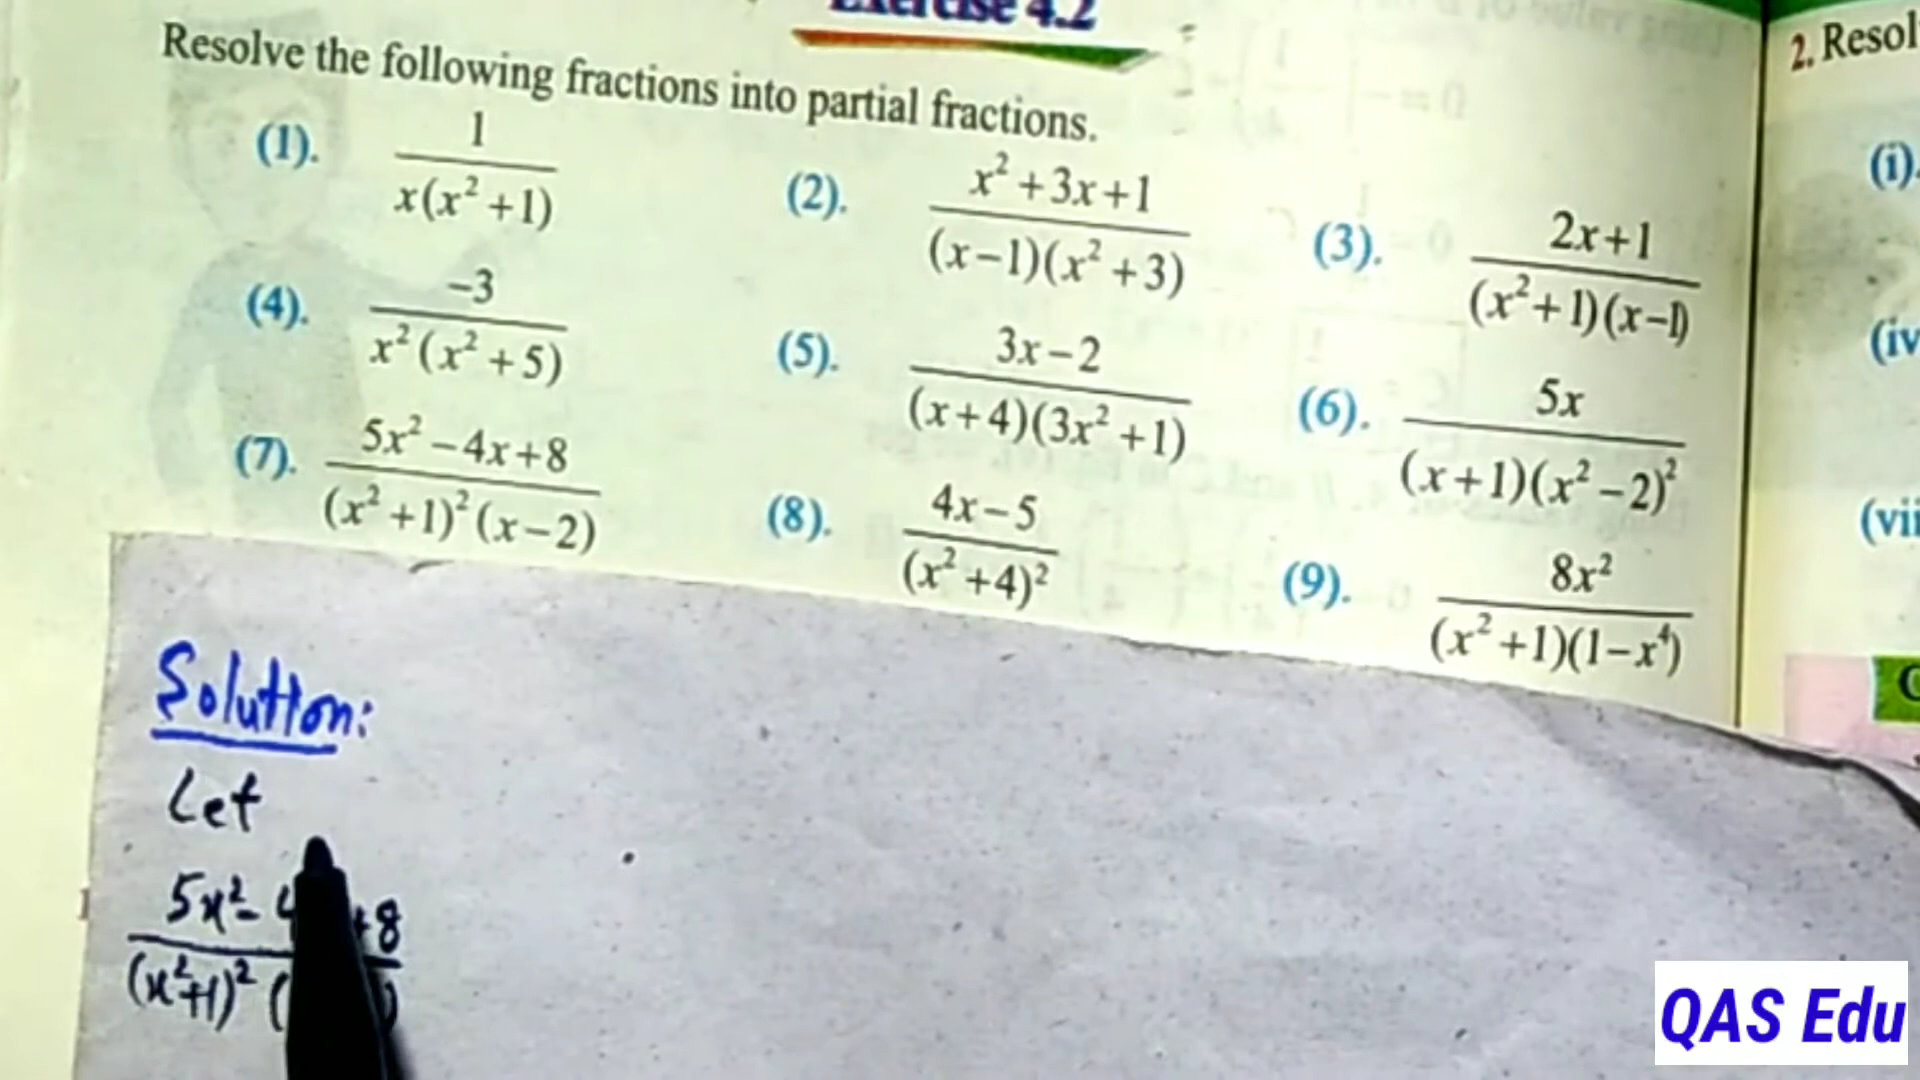 Exercise 4.2
Resolve the following fractions into partial fractions.
(1). 1 / x(x² +1)
(2). x² +3x+1 / (x−1)(x² +3)
(3). 2x+1 / (x²+1)(x−1)
(4). −3 / x² (x² +5)
(5). 3x−2 / (x+4)(3x² +1)
(6). 5x / (x+1)(x² −2)²
(7). 5x² −4x+8 / (x² +1)² (x−2)
(8). 4x−5 / (x² +4)²
(9). 8x² / (x² +1)(1−x⁴)
2. Resol
(i).
(iv
(vii
Solution:
Let
5x² - 4 +8
(x²+1)² ( )
QAS Edu